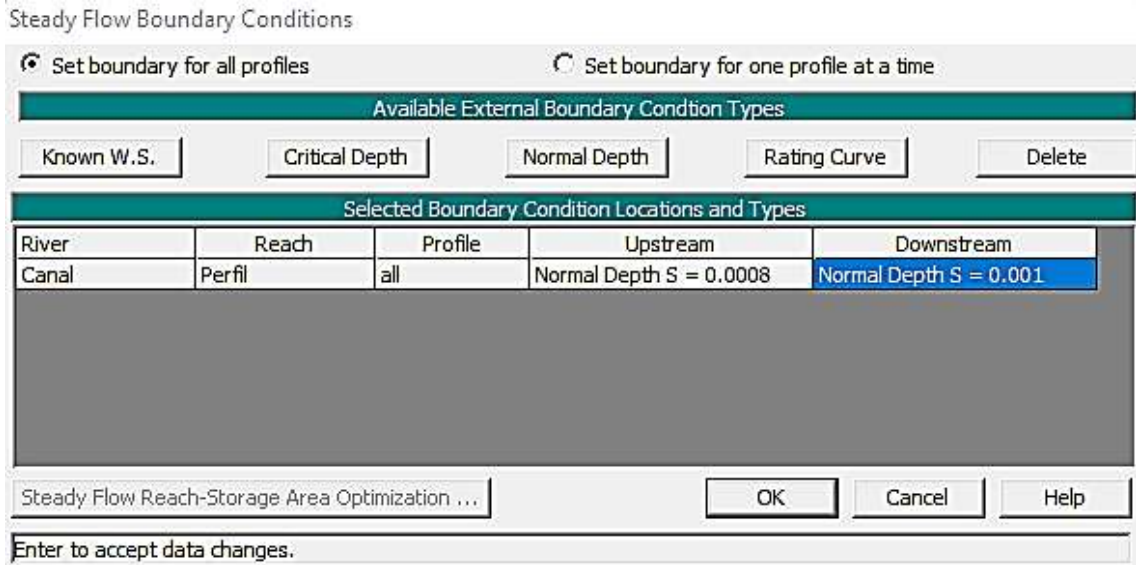 Steady Flow Boundary Conditions
Set boundary for all profiles Set boundary for one profile at a time
Available External Boundary Condtion Types
Known W.S. Critical Depth Normal Depth Rating Curve Delete
Selected Boundary Condition Locations and Types
River Reach Profile Upstream Downstream
Canal Perfil all Normal Depth S = 0.0008 Normal Depth S = 0.001
Steady Flow Reach-Storage Area Optimization ... OK Cancel Help
Enter to accept data changes.